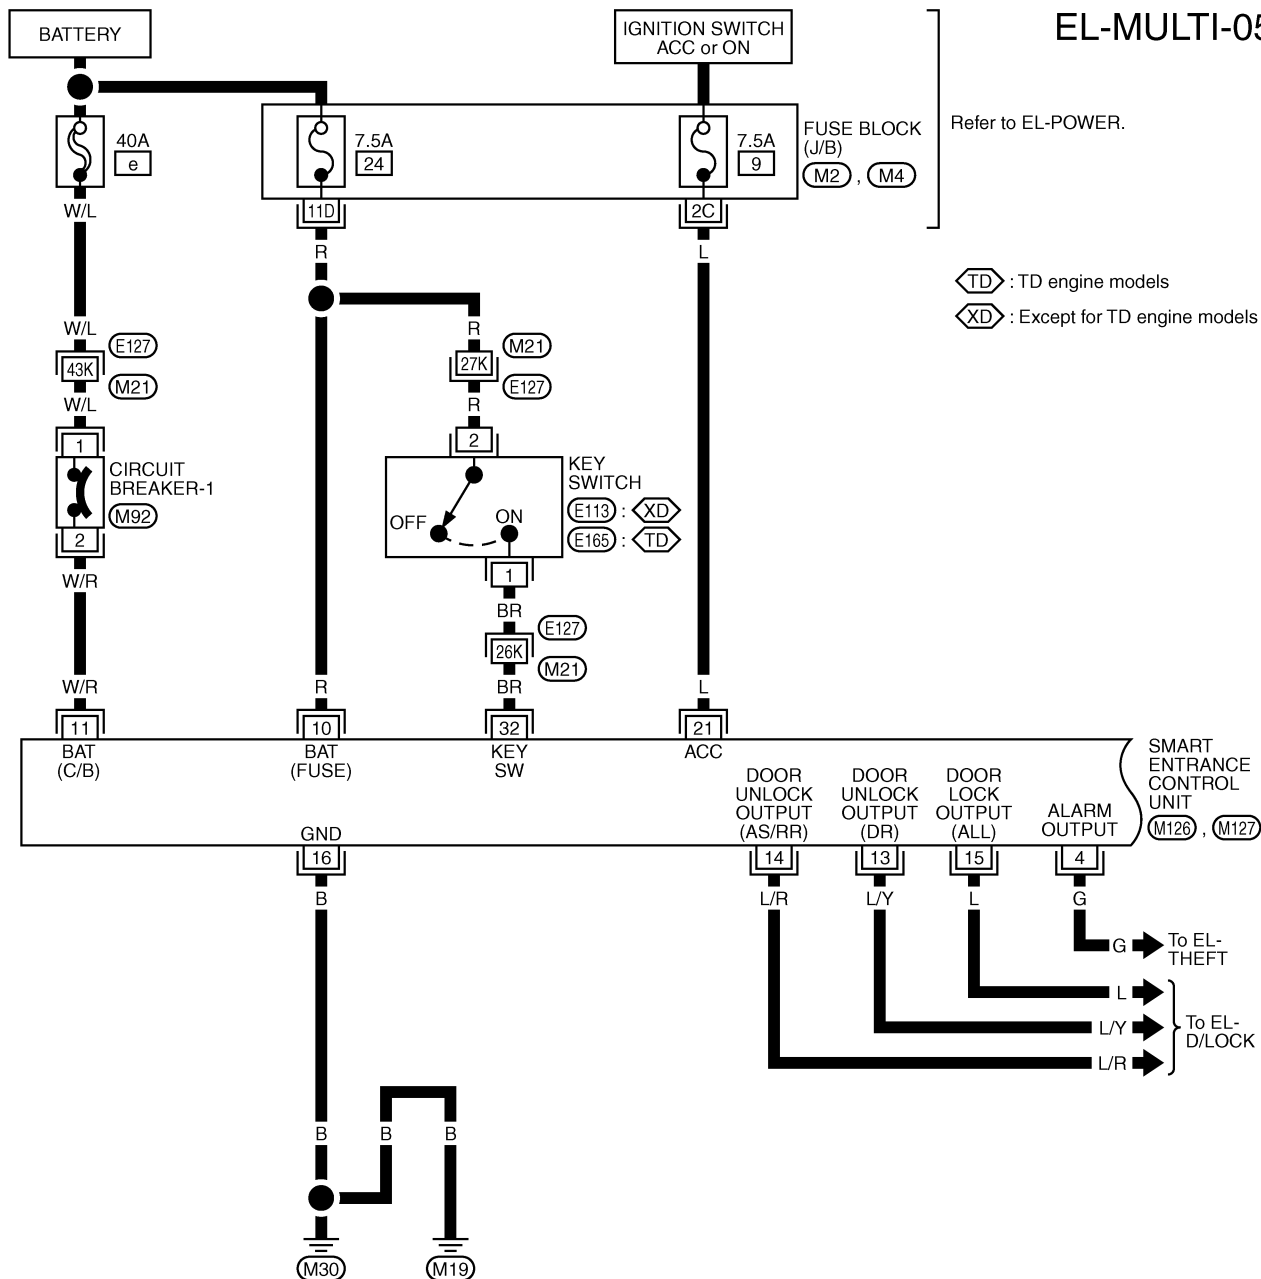 EL-MULTI-05
BATTERY
IGNITION SWITCH
ACC or ON
Refer to EL-POWER.
40A
e
7.5A
24
7.5A
9
FUSE BLOCK
(J/B)
M2 , M4
W/L
11D
2C
R
L
TD : TD engine models
XD : Except for TD engine models
W/L
E127
43K
M21
W/L
R
M21
27K
E127
R
1
CIRCUIT
BREAKER-1
M92
2
W/R
2
KEY
SWITCH
E113 : XD
E165 : TD
OFF
ON
1
BR
E127
26K
M21
W/R
R
BR
L
11
10
32
21
BAT
(C/B)
BAT
(FUSE)
KEY
SW
ACC
SMART
ENTRANCE
CONTROL
UNIT
M126 , M127
DOOR
UNLOCK
OUTPUT
(AS/RR)
DOOR
UNLOCK
OUTPUT
(DR)
DOOR
LOCK
OUTPUT
(ALL)
ALARM
OUTPUT
GND
16
14
13
15
4
B
L/R
L/Y
L
G
G
To EL-
THEFT
L
L/Y
L/R
To EL-
D/LOCK
B
B
B
M30
M19